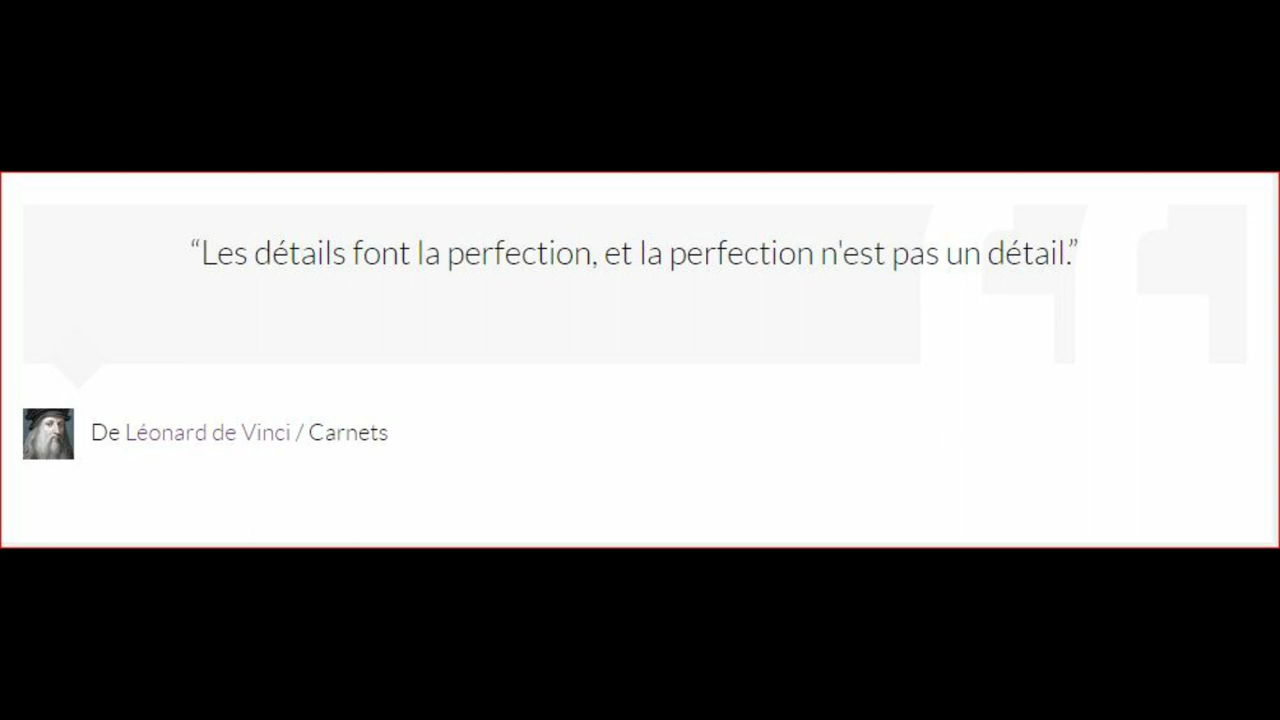 “Les détails font la perfection, et la perfection n'est pas un détail.”
De Léonard de Vinci / Carnets